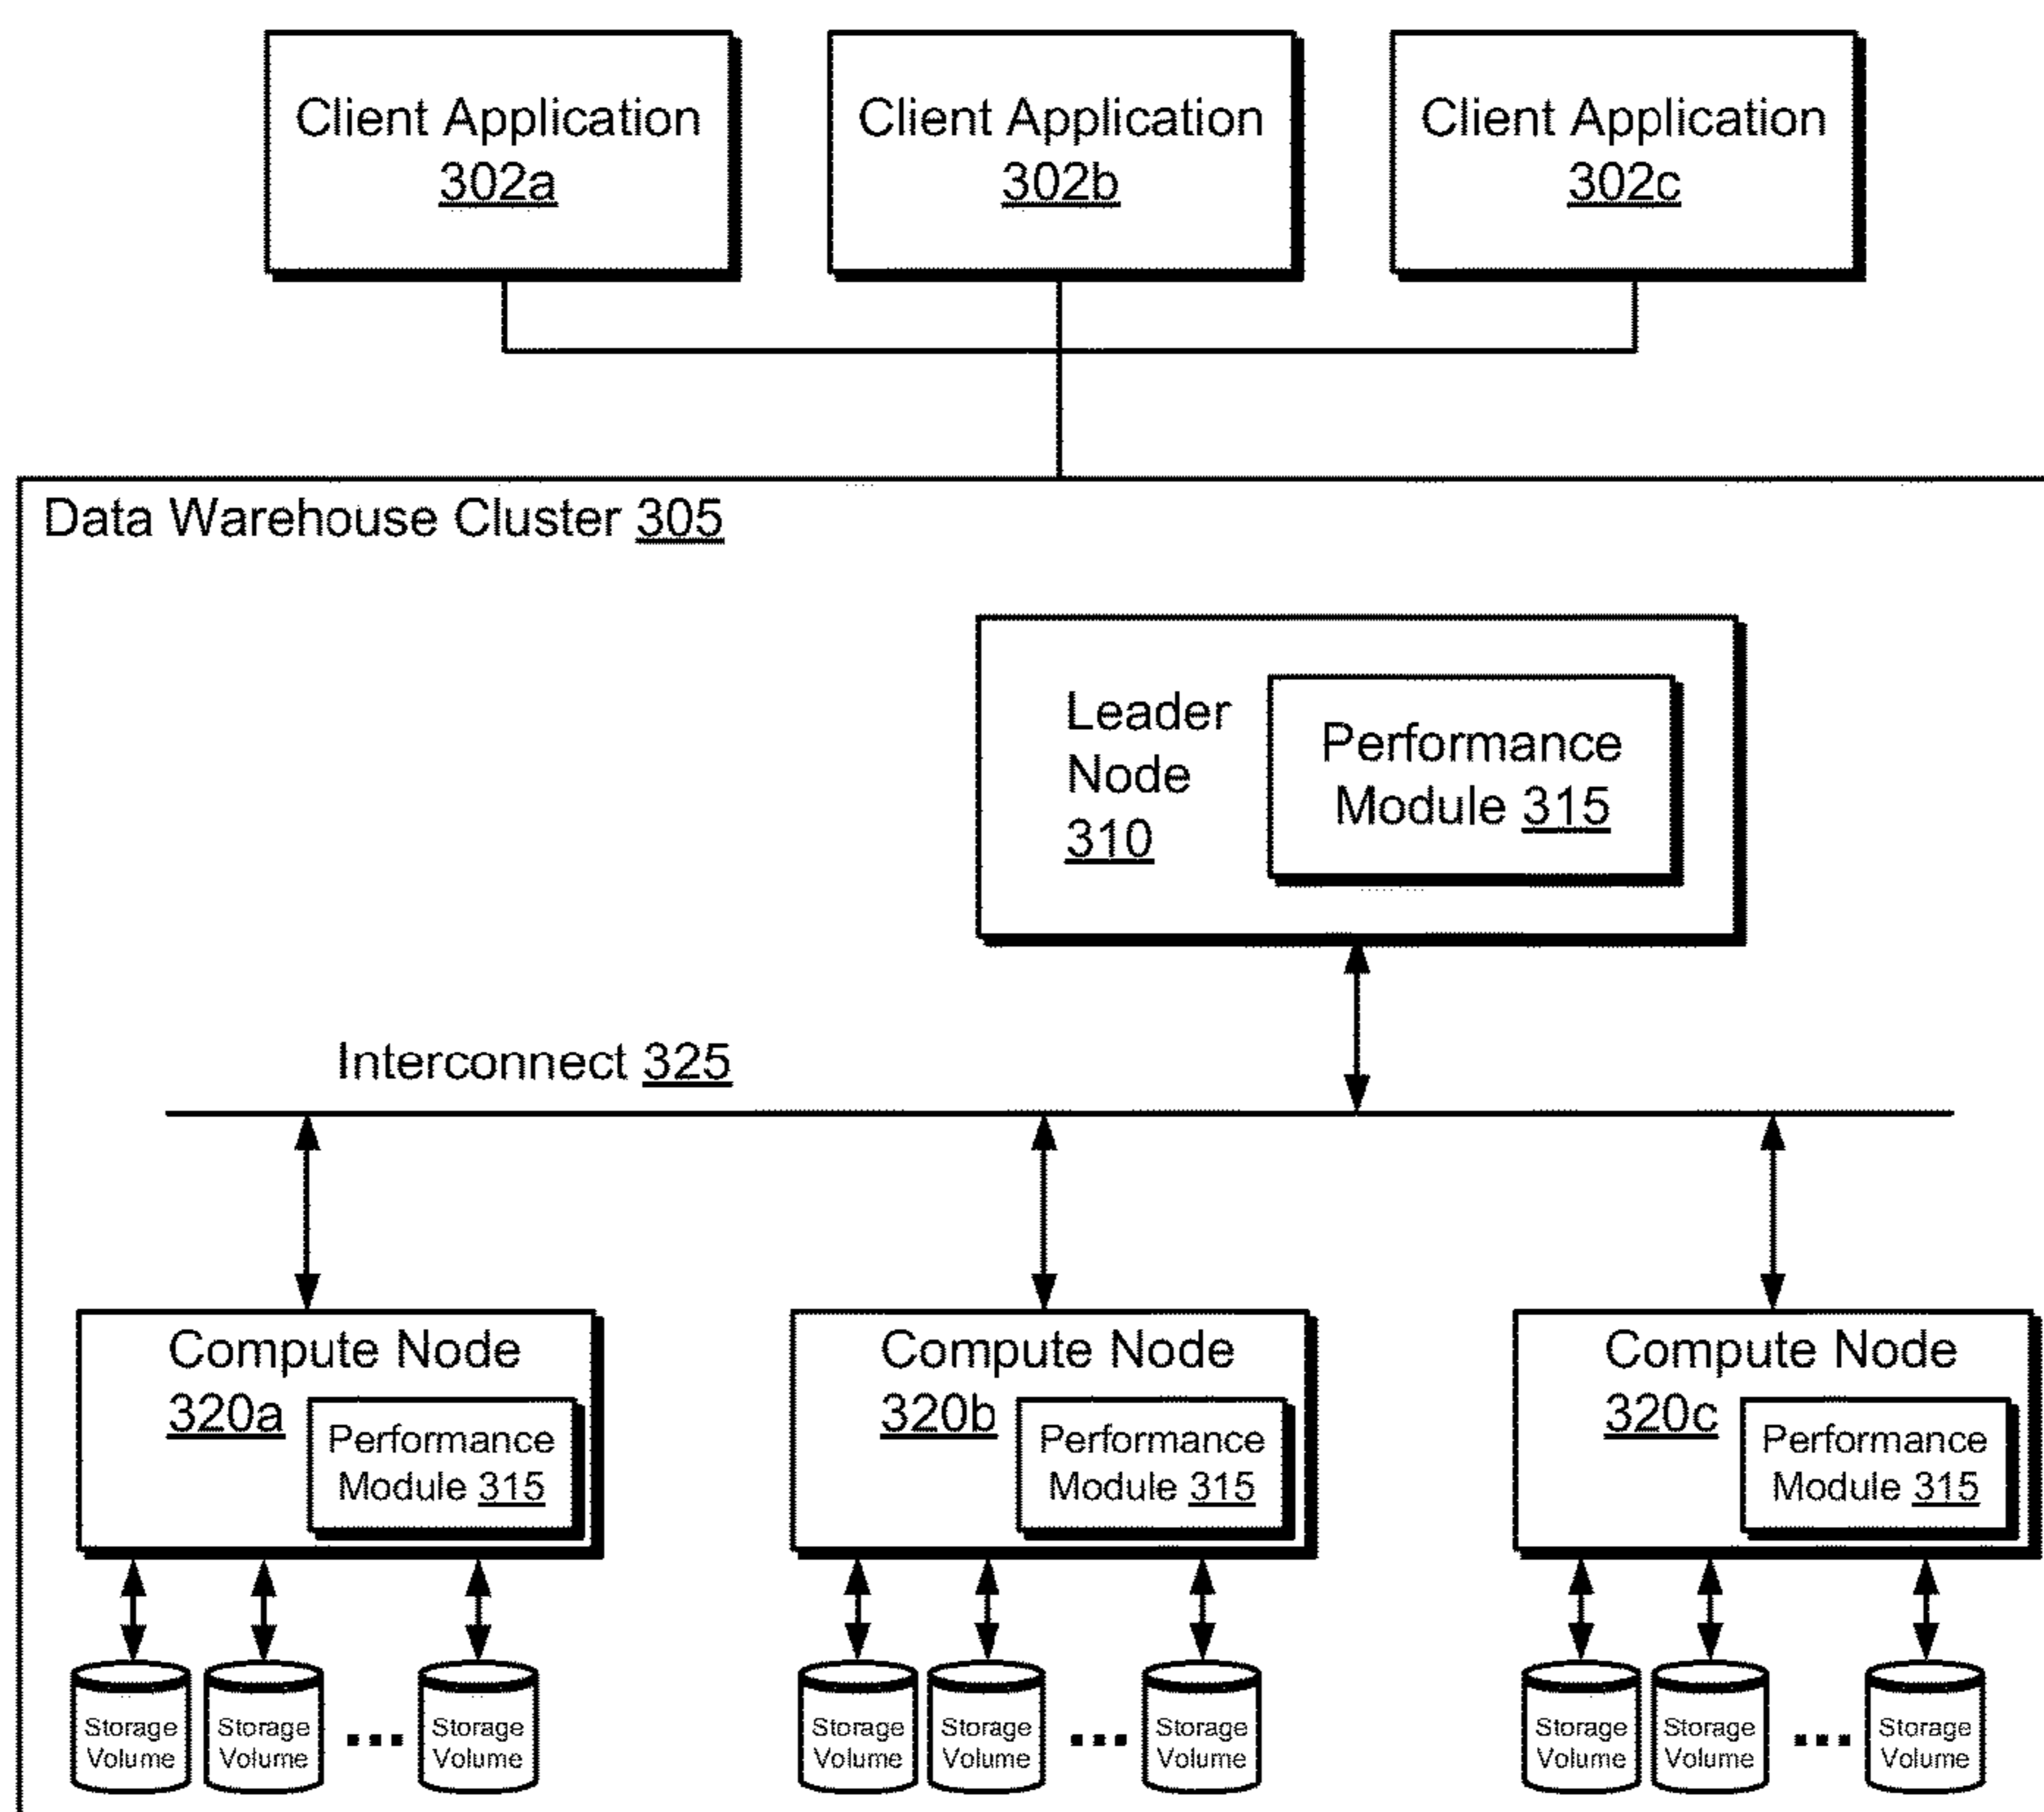 Client Application
302a
Client Application
302b
Client Application
302c
Data Warehouse Cluster 305
Leader
Node
310
Performance
Module 315
Interconnect 325
Compute Node
320a
Performance
Module 315
Compute Node
320b
Performance
Module 315
Compute Node
320c
Performance
Module 315
Storage
Volume
Storage
Volume
...
Storage
Volume
Storage
Volume
Storage
Volume
...
Storage
Volume
Storage
Volume
Storage
Volume
...
Storage
Volume